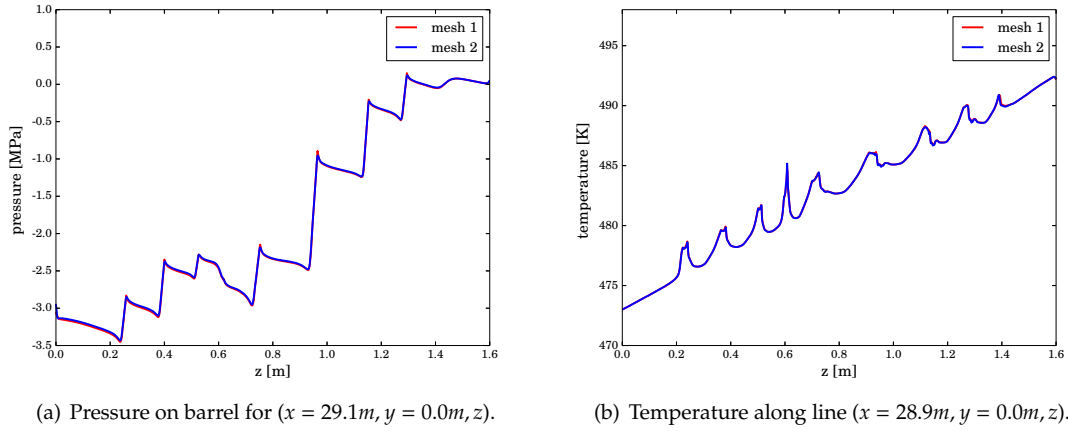 1.0
0.5
0.0
-0.5
-1.0
-1.5
-2.0
-2.5
-3.0
-3.5
pressure [MPa]
0.0 0.2 0.4 0.6 0.8 1.0 1.2 1.4 1.6
z [m]
mesh 1
mesh 2
(a) Pressure on barrel for (x = 29.1m, y = 0.0m, z).
495
490
485
480
475
470
temperature [K]
0.0 0.2 0.4 0.6 0.8 1.0 1.2 1.4 1.6
z [m]
mesh 1
mesh 2
(b) Temperature along line (x = 28.9m, y = 0.0m, z).